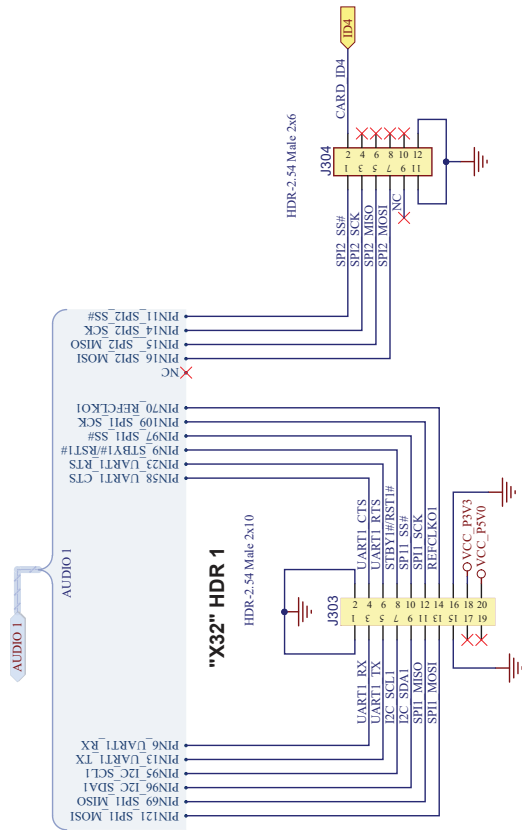 ID4
CARD_ID4
HDR-2.54 Male 2x6
J304
2 4 6 8 10 12
1 3 5 7 9 11
NC
SPI2_SS#
SPI2_SCK
SPI2_MISO
SPI2_MOSI
PIN11_SPI2_SS#
PIN14_SPI2_SCK
PIN15_SPI2_MISO
PIN16_SPI2_MOSI
NC
PIN70_REFCLKO1
PIN109_SPI1_SCK
PIN97_SPI1_SS#
PIN9_STBY1#/RST1#
PIN23_UART1_RTS
PIN58_UART1_CTS
AUDIO 1
AUDIO 1
"X32" HDR 1
HDR-2.54 Male 2x10
J303
UART1_CTS
UART1_RTS
STBY1#/RST1#
SPI1_SS#
SPI1_SCK
REFCLKO1
VCC_P3V3
VCC_P5V0
2 4 6 8 10 12 14 16 18 20
1 3 5 7 9 11 13 15 17 19
UART1_RX
UART1_TX
I2C_SCL1
I2C_SDA1
SPI1_MISO
SPI1_MOSI
PIN6_UART1_RX
PIN13_UART1_TX
PIN95_I2C_SCL1
PIN96_I2C_SDA1
PIN69_SPI1_MISO
PIN121_SPI1_MOSI